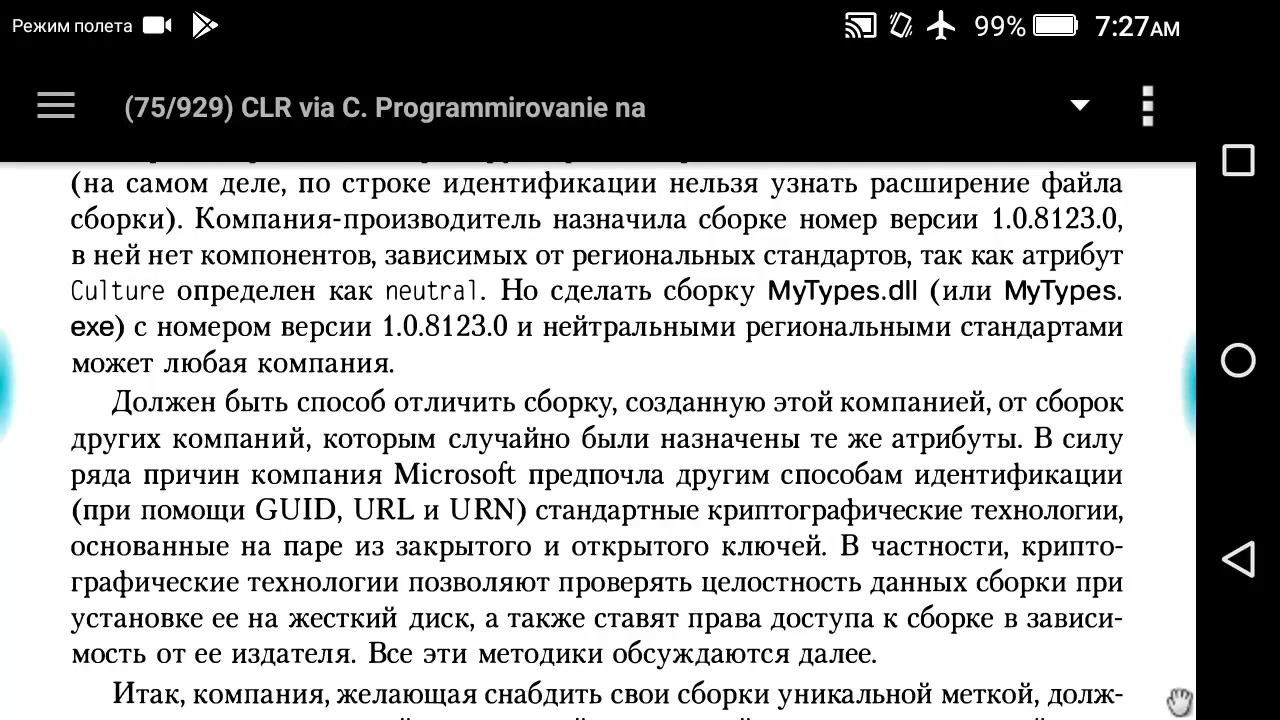 Режим полета
99%
7:27AM
(75/929) CLR via C. Programmirovanie na
(на самом деле, по строке идентификации нельзя узнать расширение файла
сборки). Компания-производитель назначила сборке номер версии 1.0.8123.0,
в ней нет компонентов, зависимых от региональных стандартов, так как атрибут
Culture определен как neutral. Но сделать сборку MyTypes.dll (или MyTypes.
exe) с номером версии 1.0.8123.0 и нейтральными региональными стандартами
может любая компания.
Должен быть способ отличить сборку, созданную этой компанией, от сборок
других компаний, которым случайно были назначены те же атрибуты. В силу
ряда причин компания Microsoft предпочла другим способам идентификации
(при помощи GUID, URL и URN) стандартные криптографические технологии,
основанные на паре из закрытого и открытого ключей. В частности, крипто-
графические технологии позволяют проверять целостность данных сборки при
установке ее на жесткий диск, а также ставят права доступа к сборке в зависи-
мость от ее издателя. Все эти методики обсуждаются далее.
Итак, компания, желающая снабдить свои сборки уникальной меткой, долж-